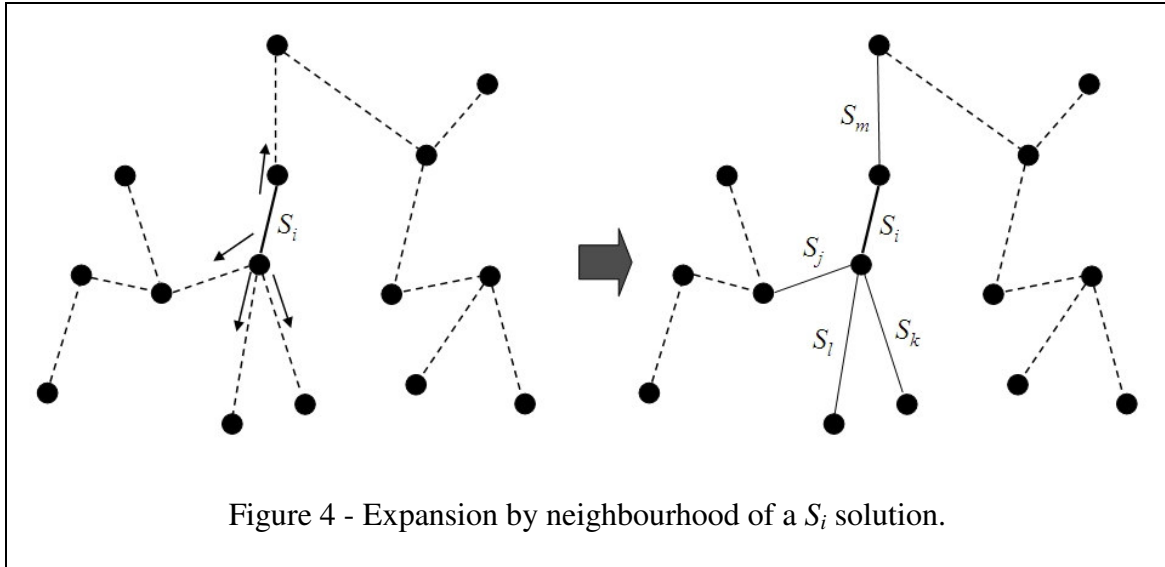 S_m
S_i
S_i
S_j
S_l
S_k
Figure 4 - Expansion by neighbourhood of a S_i solution.